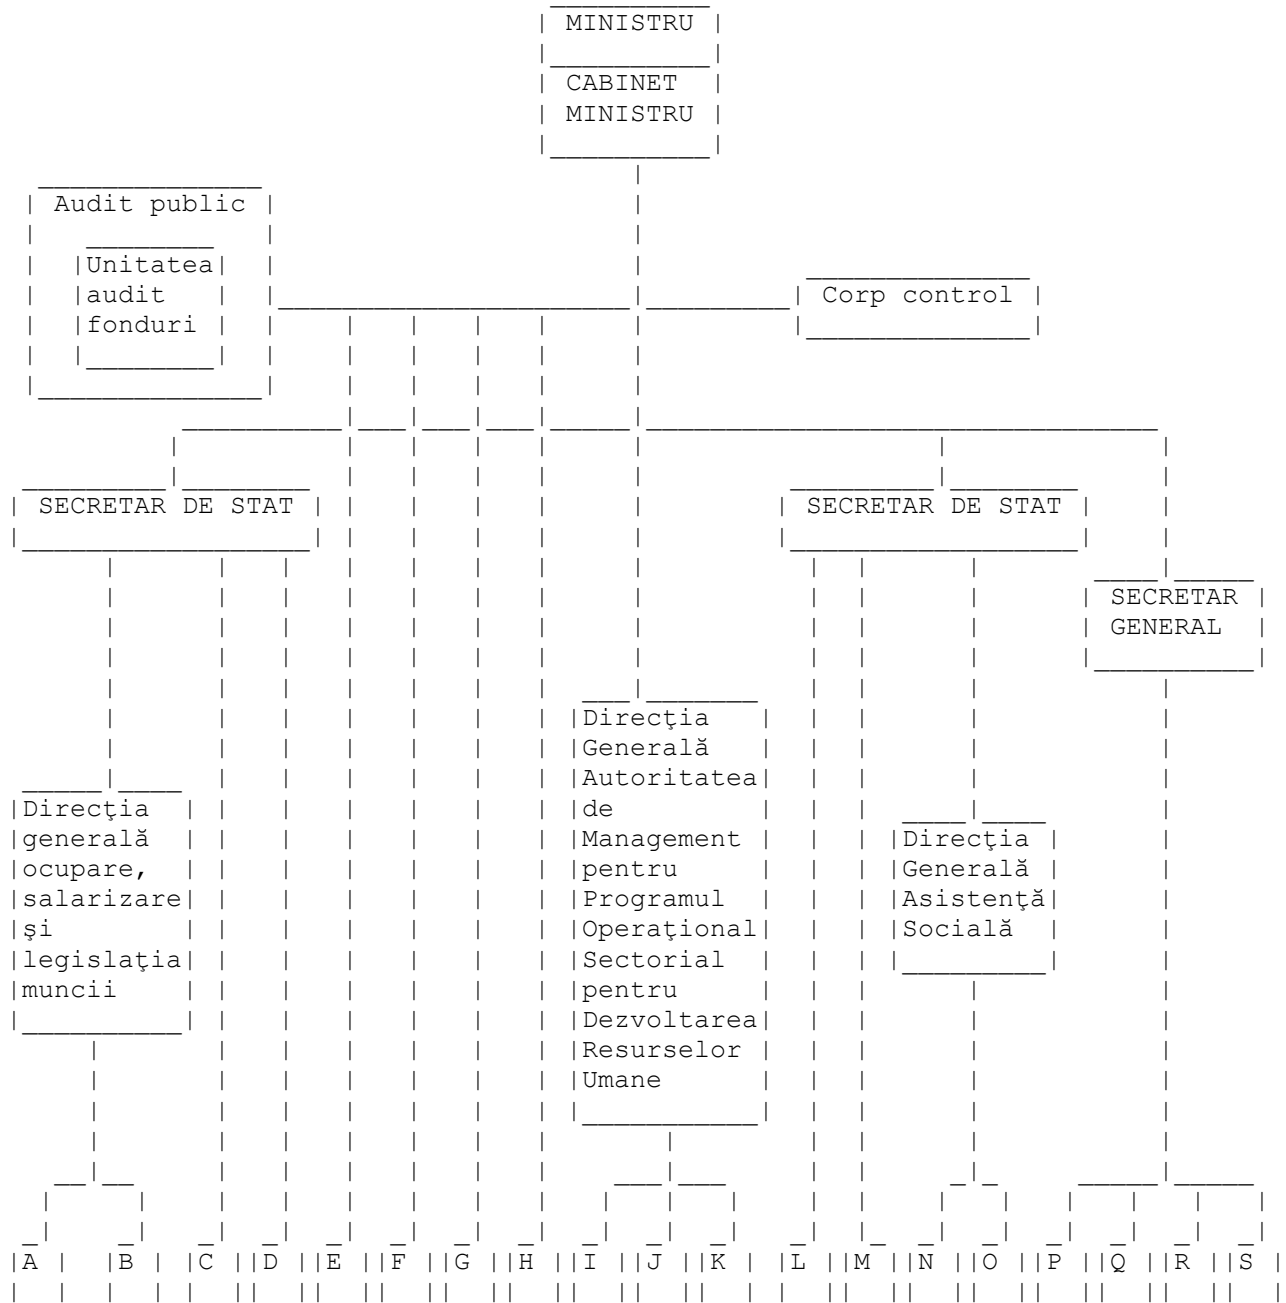 MINISTRU
CABINET
MINISTRU
Audit public
Unitatea
audit
fonduri
Corp control
SECRETAR DE STAT
SECRETAR DE STAT
SECRETAR
GENERAL
Direcţia
Generală
Autoritatea
de
Management
pentru
Programul
Operaţional
Sectorial
pentru
Dezvoltarea
Resurselor
Umane
Direcţia
generală
ocupare,
salarizare
şi
legislaţia
muncii
Direcţia
Generală
Asistenţă
Socială
A B C D E F G H I J K L M N O P Q R S